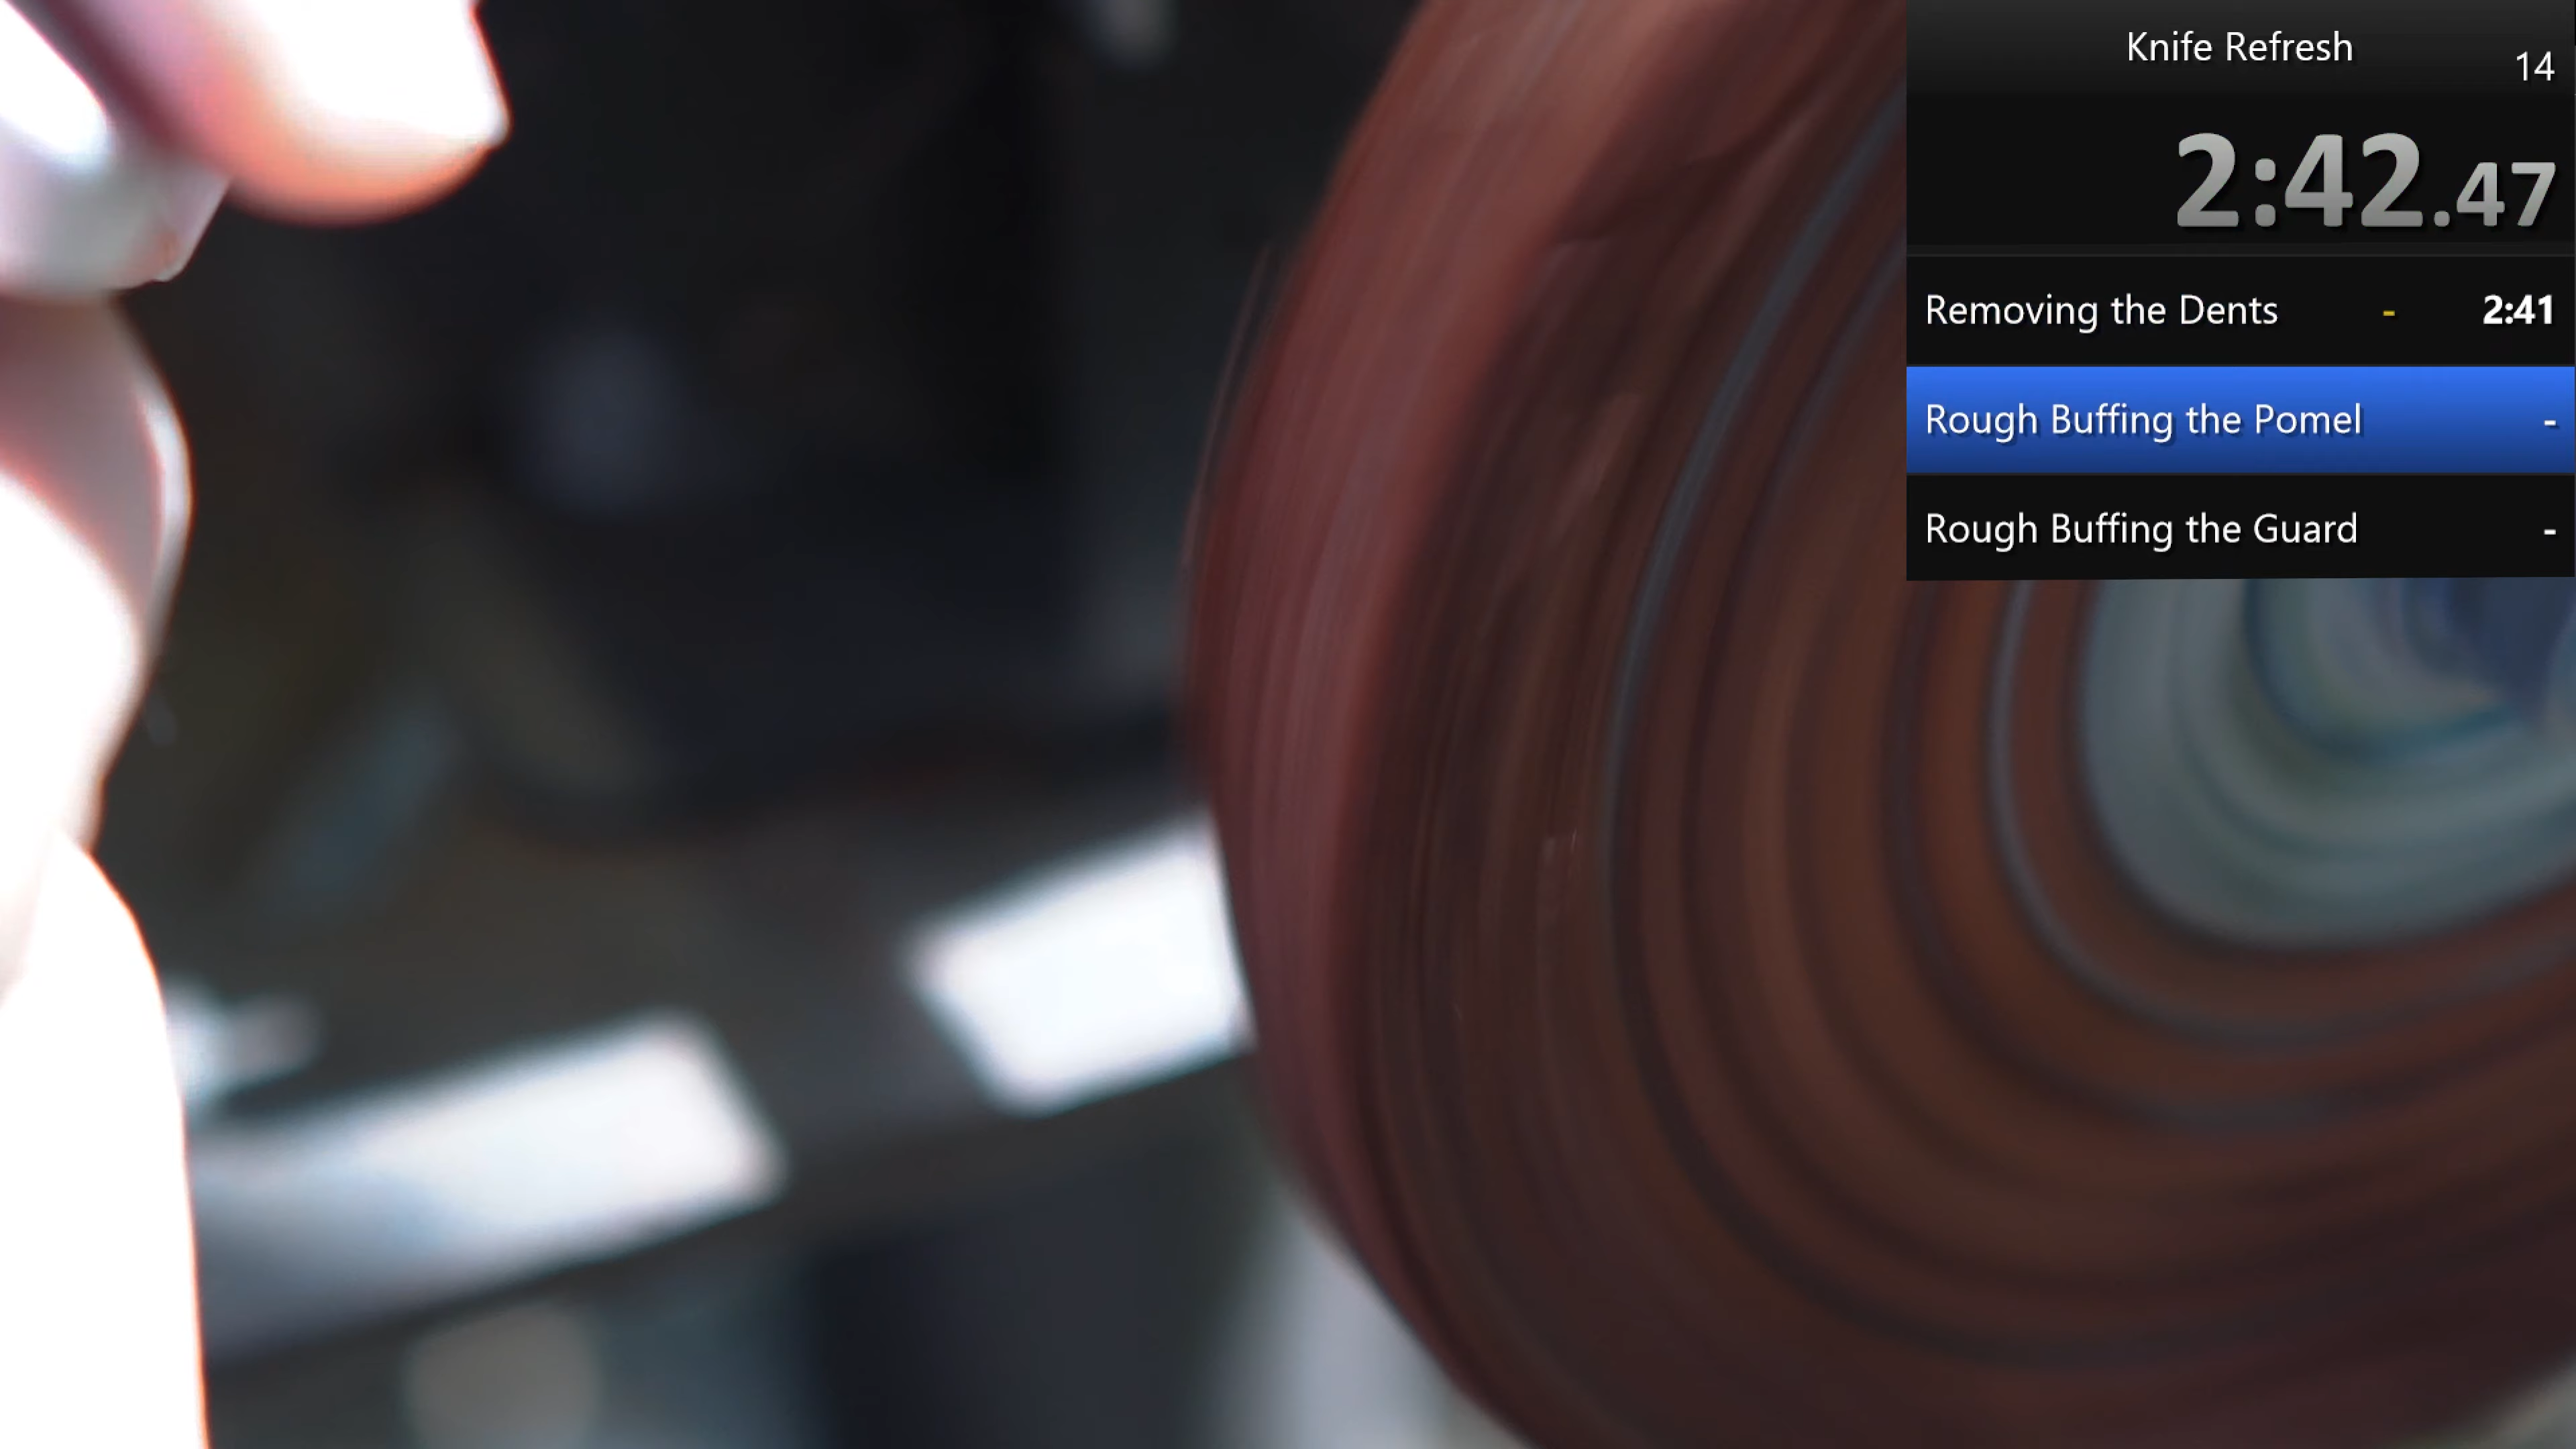 Knife Refresh
14
2:42.47
Removing the Dents - 2:41
Rough Buffing the Pomel -
Rough Buffing the Guard -